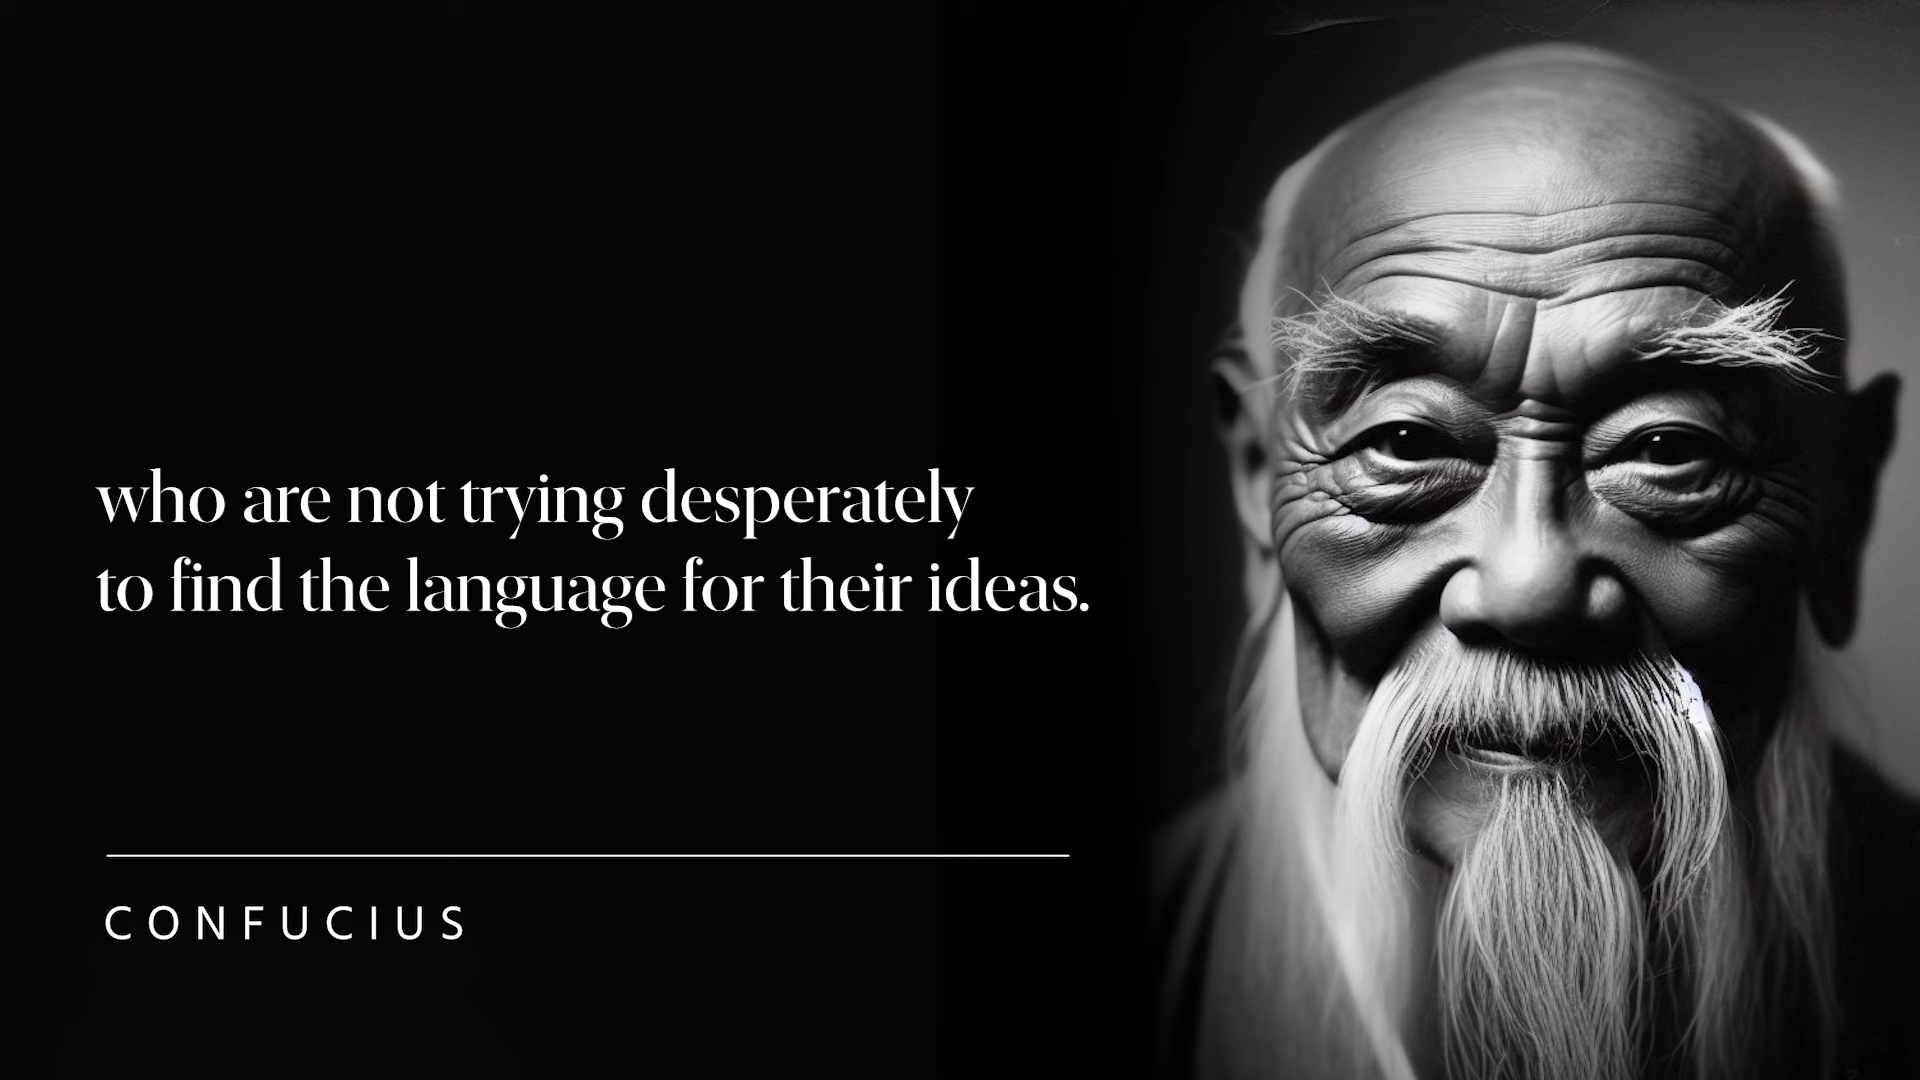 who are not trying desperately
to find the language for their ideas.
CONFUCIUS